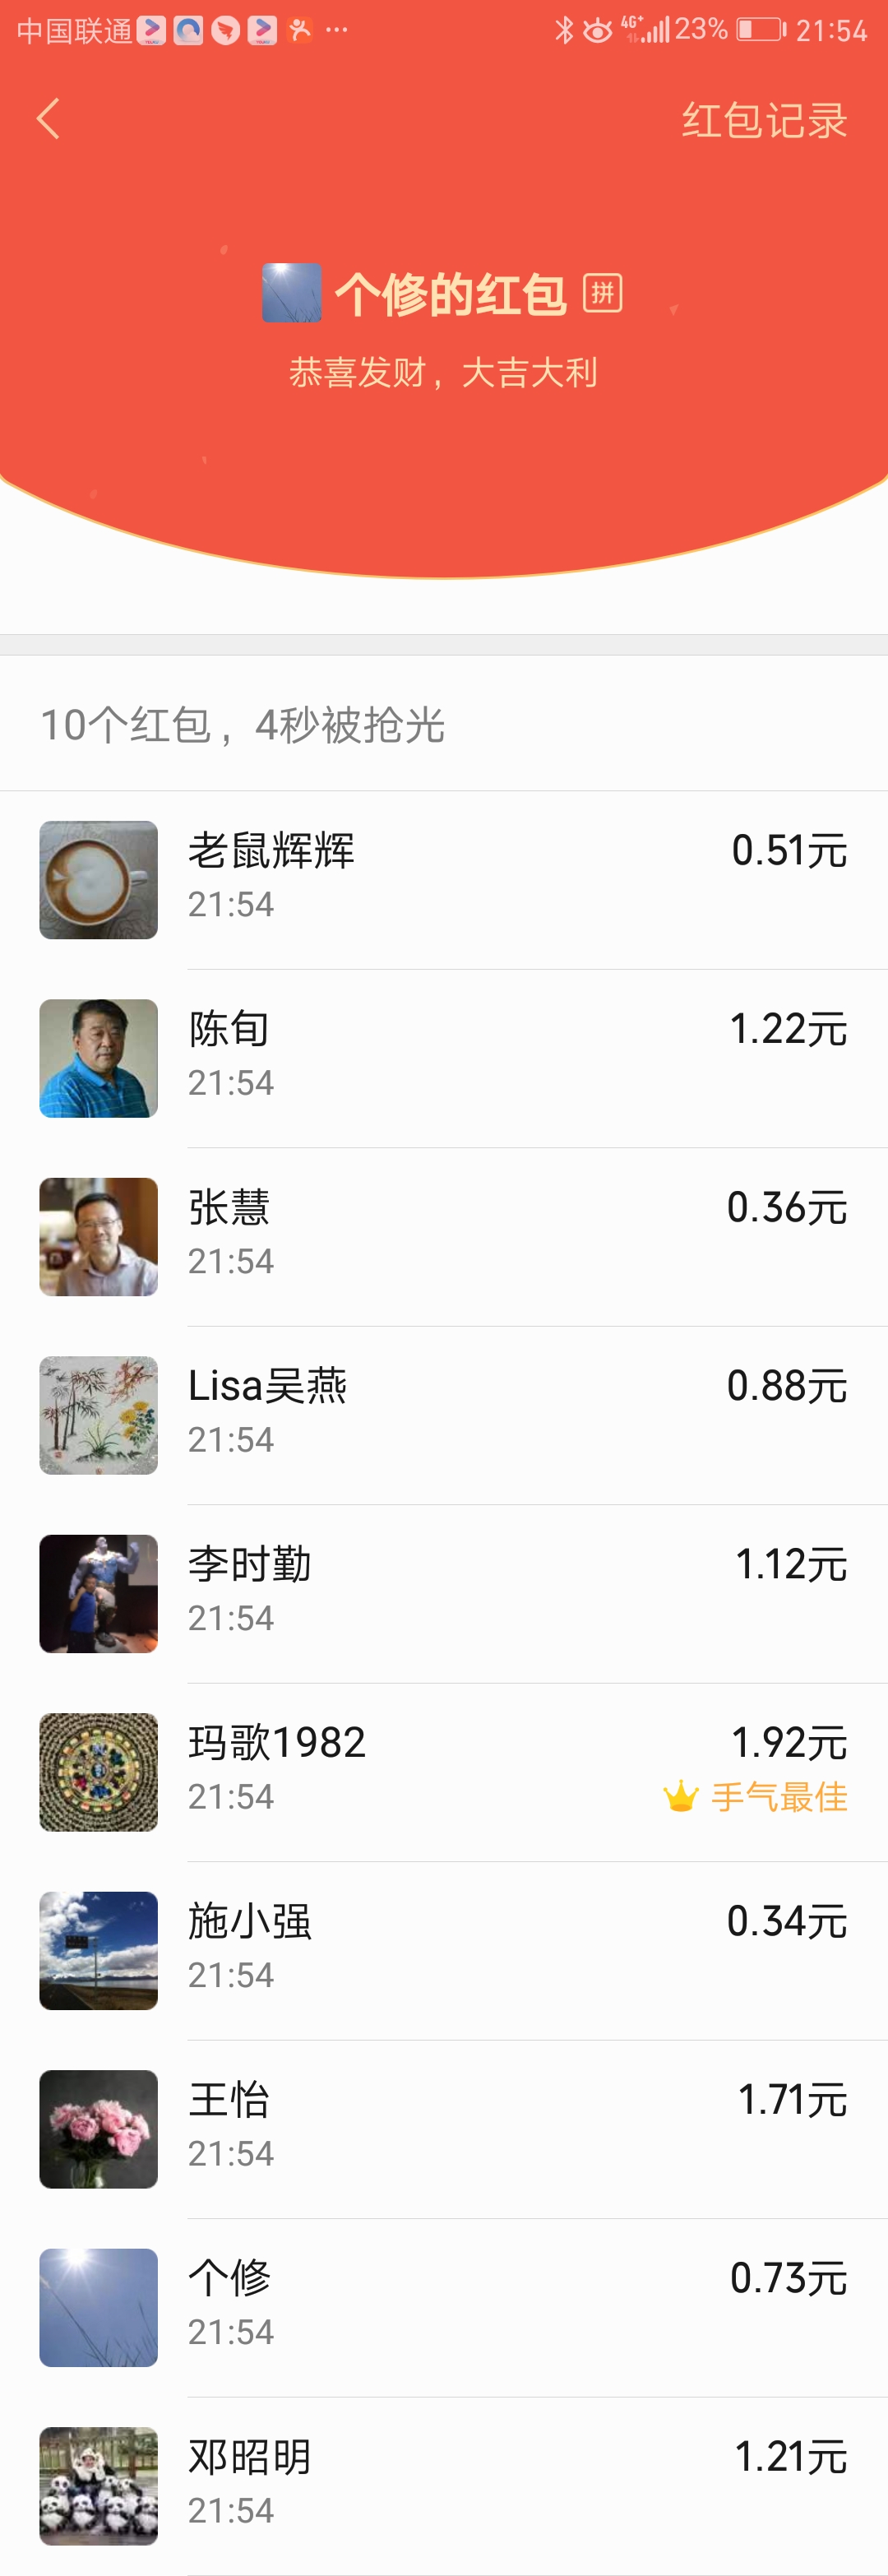 中国联通 4G+ 23% 21:54
红包记录
个修的红包 拼
恭喜发财，大吉大利
10个红包，4秒被抢光
老鼠辉辉 0.51元
21:54
陈旬 1.22元
21:54
张慧 0.36元
21:54
Lisa吴燕 0.88元
21:54
李时勤 1.12元
21:54
玛歌1982 1.92元
21:54 手气最佳
施小强 0.34元
21:54
王怡 1.71元
21:54
个修 0.73元
21:54
邓昭明 1.21元
21:54